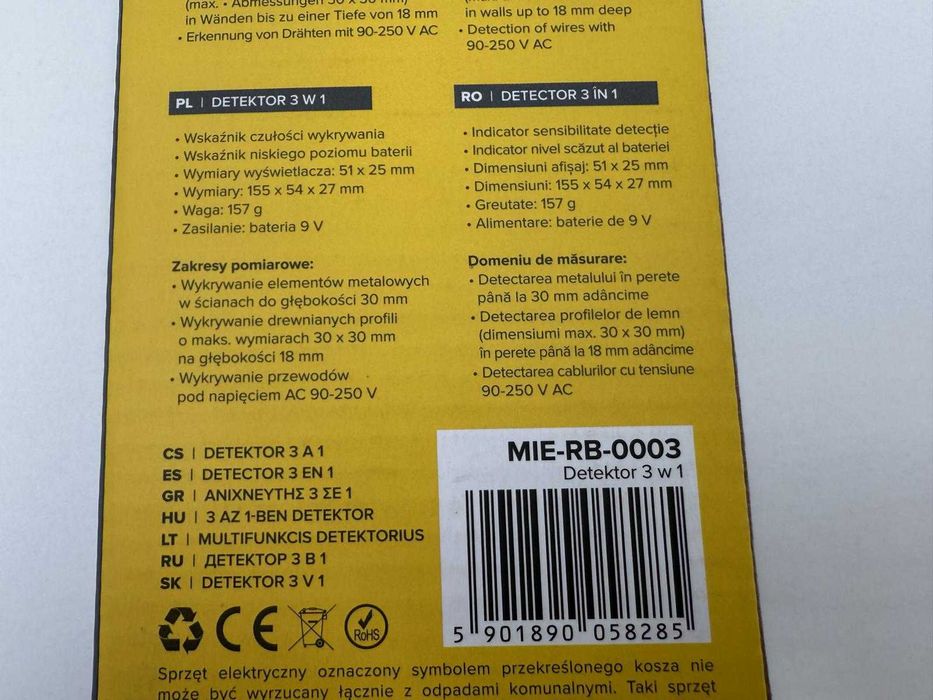 (max. • Abmessungen 30 x 30 mm)
in Wänden bis zu einer Tiefe von 18 mm
• Erkennung von Drähten mit 90-250 V AC
in walls up to 18 mm deep
• Detection of wires with
90-250 V AC
PL | DETEKTOR 3 W 1
• Wskaźnik czułości wykrywania
• Wskaźnik niskiego poziomu baterii
• Wymiary wyświetlacza: 51 x 25 mm
• Wymiary: 155 x 54 x 27 mm
• Waga: 157 g
• Zasilanie: bateria 9 V
Zakresy pomiarowe:
• Wykrywanie elementów metalowych
w ścianach do głębokości 30 mm
• Wykrywanie drewnianych profili
o maks. wymiarach 30 x 30 mm
na głębokości 18 mm
• Wykrywanie przewodów
pod napięciem AC 90-250 V
RO | DETECTOR 3 ÎN 1
• Indicator sensibilitate detecție
• Indicator nivel scăzut al bateriei
• Dimensiuni afișaj: 51 x 25 mm
• Dimensiuni: 155 x 54 x 27 mm
• Greutate: 157 g
• Alimentare: baterie de 9 V
Domeniu de măsurare:
• Detectarea metalului în perete
până la 30 mm adâncime
• Detectarea profilelor de lemn
(dimensiumi max. 30 x 30 mm)
în perete până la 18 mm adâncime
• Detectarea cablurilor cu tensiune
90-250 V AC
CS | DETEKTOR 3 A 1
ES | DETECTOR 3 EN 1
GR | ΑΝΙΧΝΕΥΤΗΣ 3 ΣΕ 1
HU | 3 AZ 1-BEN DETEKTOR
LT | MULTIFUNKCIS DETEKTORIUS
RU | ДЕТЕКТОР 3 В 1
SK | DETEKTOR 3 V 1
MIE-RB-0003
Detektor 3 w 1
5 901890 058285
CE
RoHS
Sprzęt elektryczny oznaczony symbolem przekreślonego kosza nie
może być wyrzucany łącznie z odpadami komunalnymi. Taki sprzęt